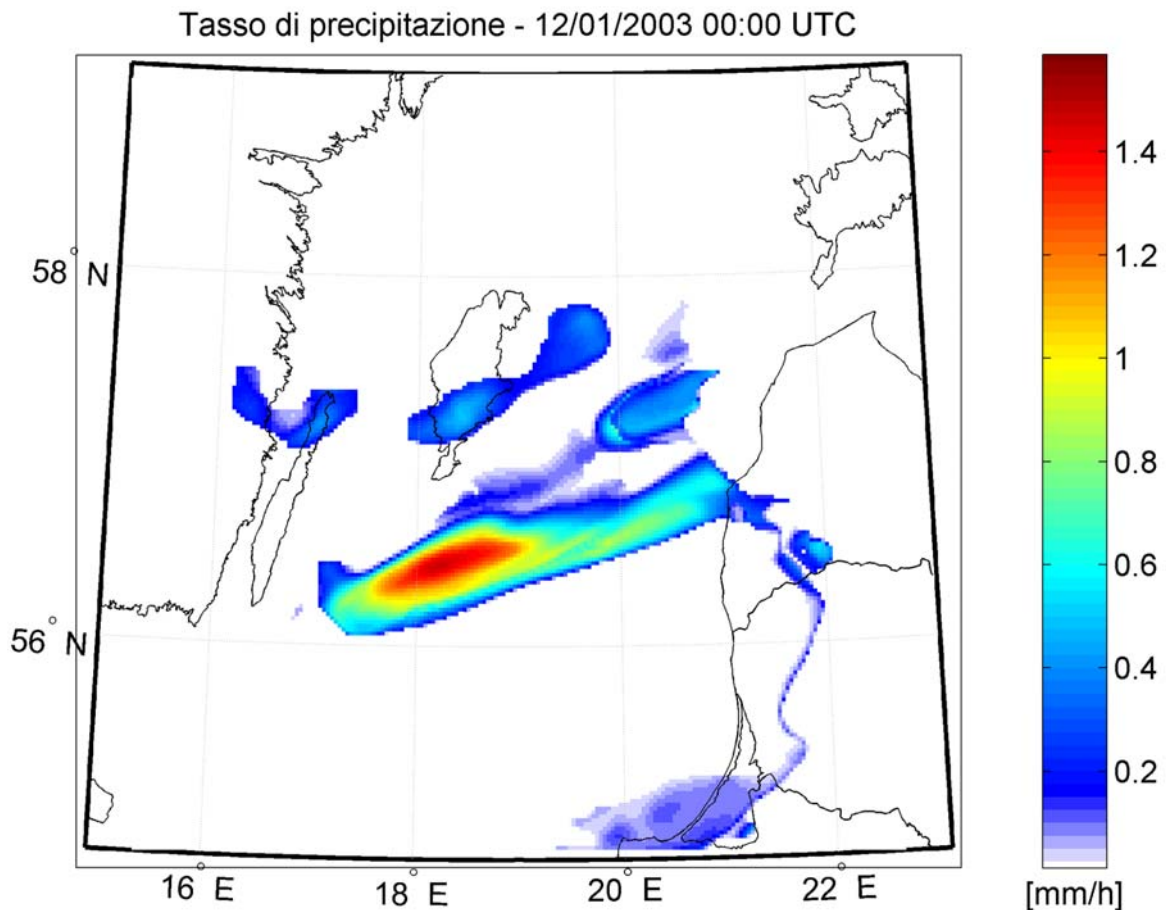 Tasso di precipitazione - 12/01/2003 00:00 UTC
58° N
56° N
16° E
18° E
20° E
22° E
1.4
1.2
1
0.8
0.6
0.4
0.2
[mm/h]